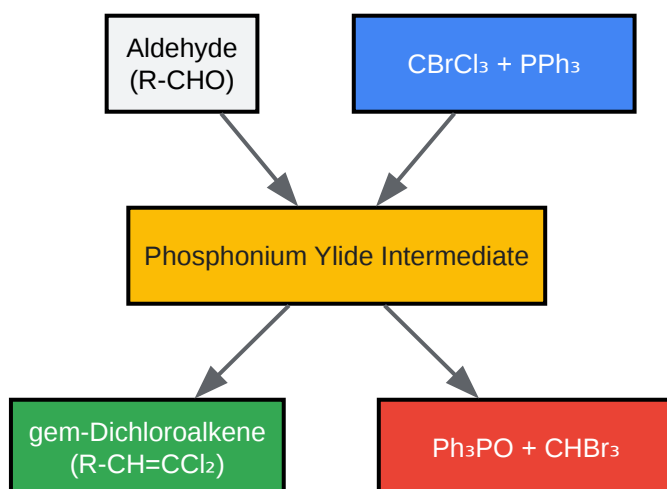 Aldehyde
(R-CHO)
CBrCl₃ + PPh₃
Phosphonium Ylide Intermediate
gem-Dichloroalkene
(R-CH=CCl₂)
Ph₃PO + CHBr₃